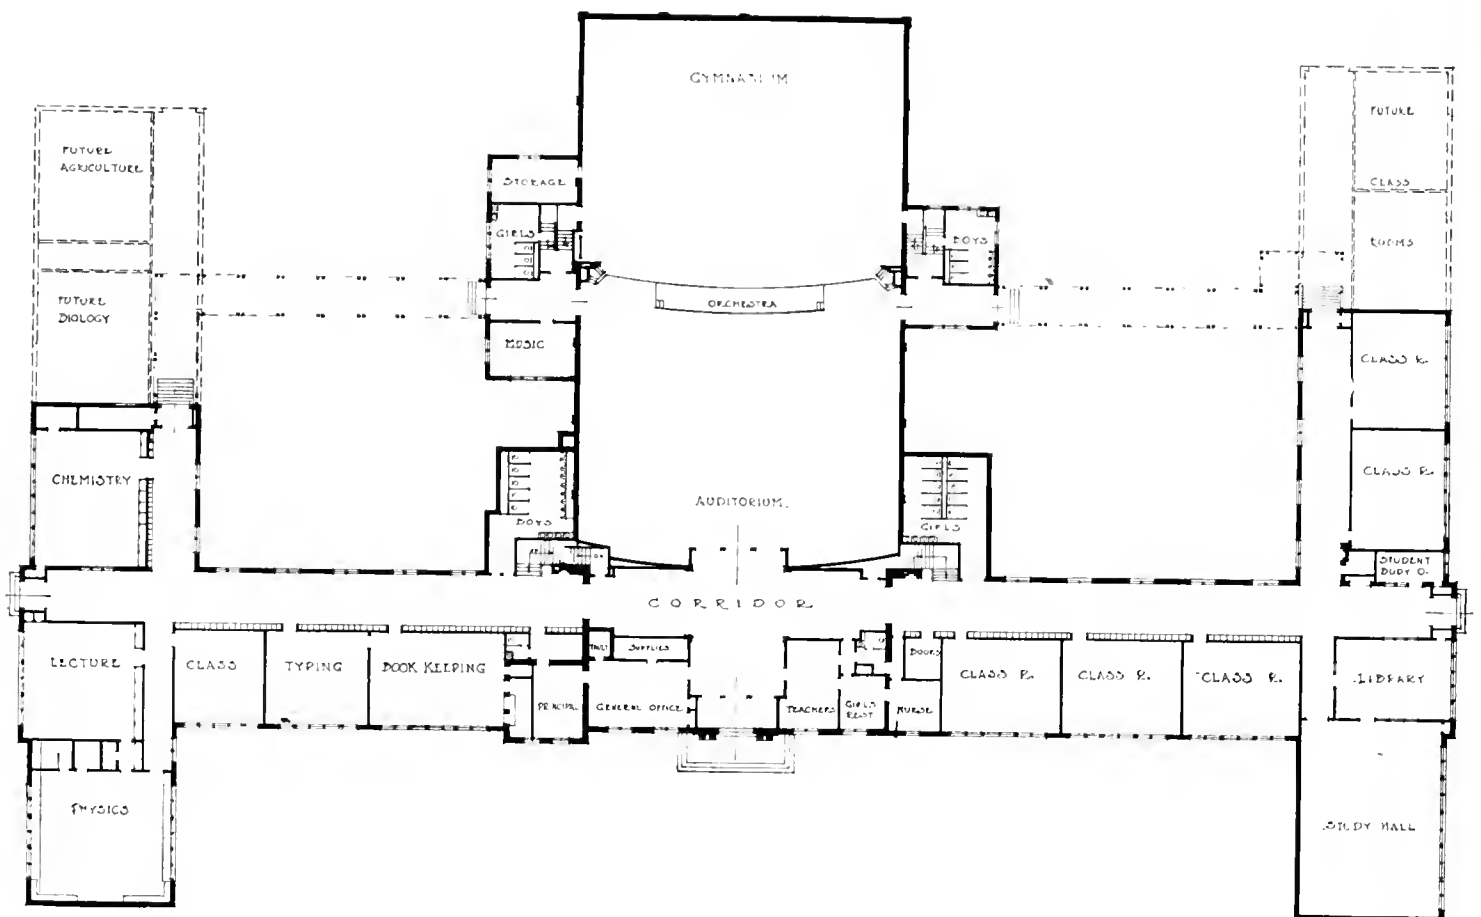 GYMNASIUM
FUTURE
AGRICULTURE
FUTURE
CLASS
ROOMS
STORAGE
GIRLS
BOYS
FUTURE
BIOLOGY
ORCHESTRA
MUSIC
CLASS R.
CHEMISTRY
CLASS R.
AUDITORIUM.
BOYS
GIRLS
STUDENT
BODY O.
CORRIDOR
LECTURE
CLASS
TYPING
BOOK KEEPING
VAULT
SUPPLIES
BOOKS
CLASS R.
CLASS R.
CLASS R.
LIBRARY
PRINCIPAL
GENERAL OFFICE
TEACHERS
GIRLS
REST
NURSE
PHYSICS
STUDY HALL